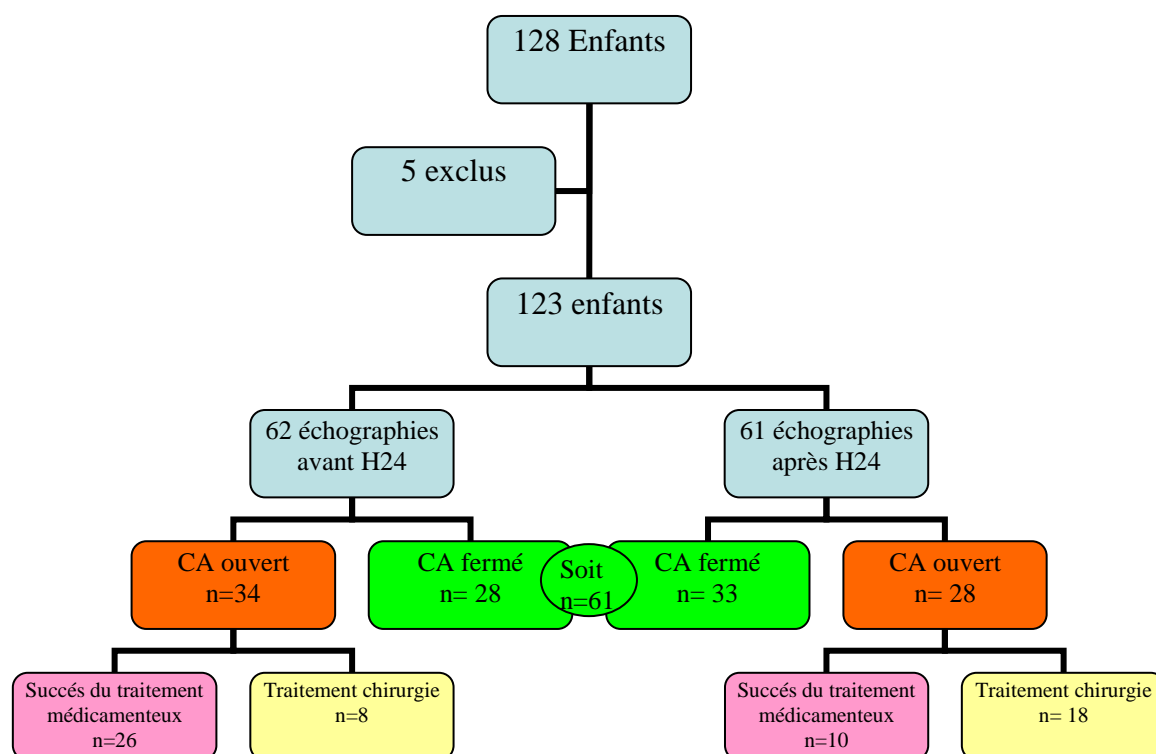 128 Enfants
5 exclus
123 enfants
62 échographies
avant H24
61 échographies
après H24
CA ouvert
n=34
CA fermé
n= 28
Soit
n=61
CA fermé
n= 33
CA ouvert
n= 28
Succés du traitement
médicamenteux
n=26
Traitement chirurgie
n=8
Succés du traitement
médicamenteux
n=10
Traitement chirurgie
n= 18